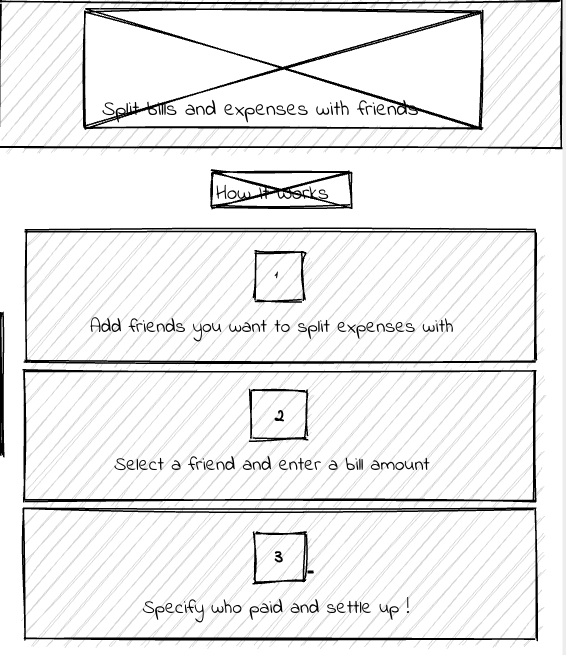 Split bills and expenses with friends
How It Works
1
Add friends you want to split expenses with
2
Select a friend and enter a bill amount
3
Specify who paid and settle up !